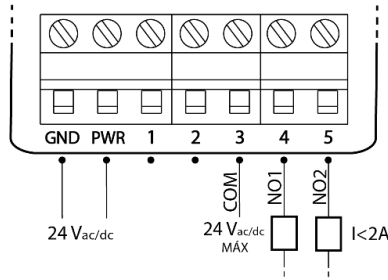 GND PWR 1 2 3 4 5
COM NO1 NO2
24 Vac/dc 24 Vac/dc I<2A
MÁX